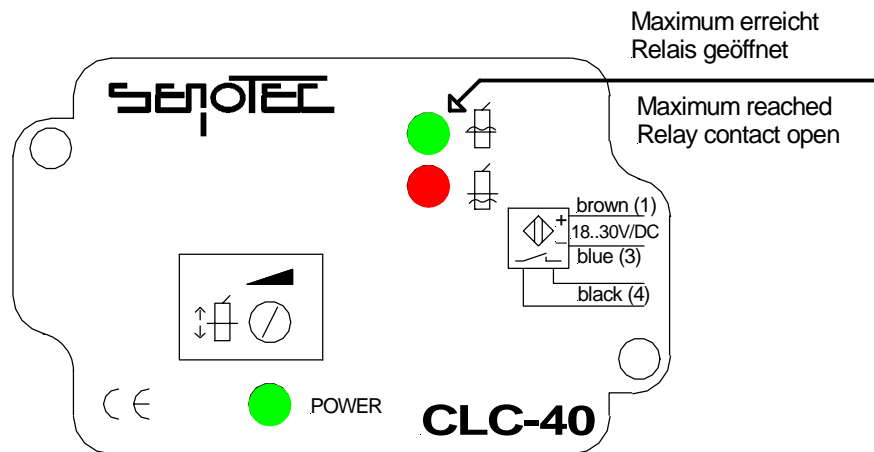 Maximum erreicht
Relais geöffnet
Maximum reached
Relay contact open
SENOTEC
brown (1)
+
18..30V/DC
–
blue (3)
black (4)
CE
POWER
CLC-40